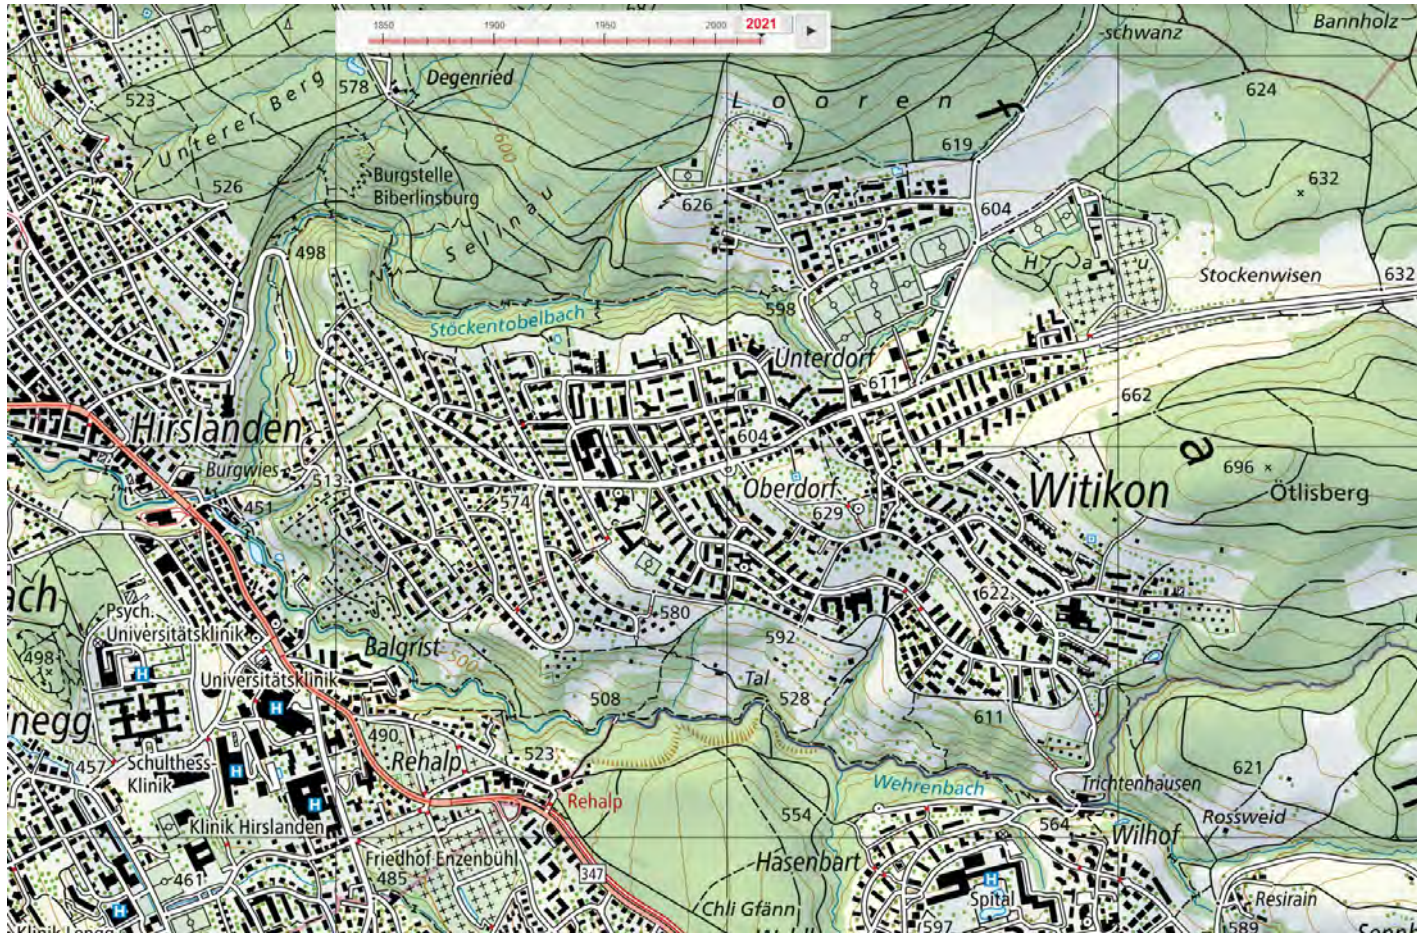 1850 1900 1950 2000 2021
-schwanz
Bannholz
523
Unterer Berg
578
Degenried
Looren
f
624
600
619
526
Burgstelle
Biberlinsburg
Sellnau
626
604
632
498
Hau
Stockenwisen
632
Stöckentobelbach
598
Unterdorf
611
662
Hirslanden
604
a
696
Ötlisberg
Burgwies
513
451
574
Oberdorf
629
Witikon
ach
Psych.
Universitätsklinik
498
580
622
592
Balgrist
500
Universitätsklinik
Tal
508
528
611
negg
490
Rehalp
523
457
Schulthess-
Klinik
Wehrenbach
Trichtenhausen
621
Rehalp
554
564
Rossweid
Klinik Hirslanden
Wilhof
Friedhof Enzenbühl
Hasenbart
347
461
485
Spital
Chli Gfänn
597
Resirain
589
H
H
H
H
H
H